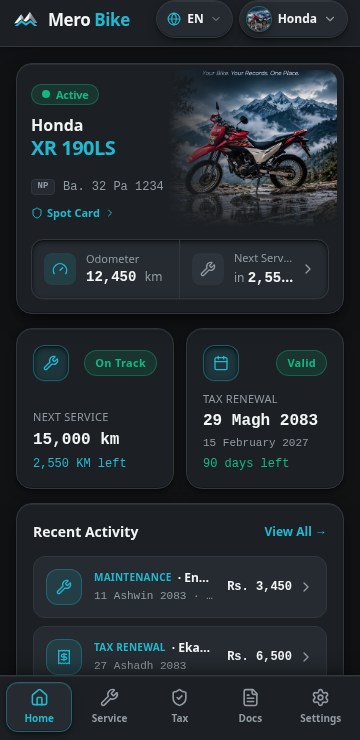 Mero Bike
EN
Honda
Your Bike. Your Records. One Place.
Active
Honda
XR 190LS
NP Ba. 32 Pa 1234
Spot Card
Odometer
12,450 km
Next Serv...
in 2,55...
On Track
NEXT SERVICE
15,000 km
2,550 KM left
Valid
TAX RENEWAL
29 Magh 2083
15 February 2027
90 days left
Recent Activity
View All →
MAINTENANCE · En...
11 Ashwin 2083 · …
Rs. 3,450
TAX RENEWAL · Eka...
27 Ashadh 2083
Rs. 6,500
Home
Service
Tax
Docs
Settings